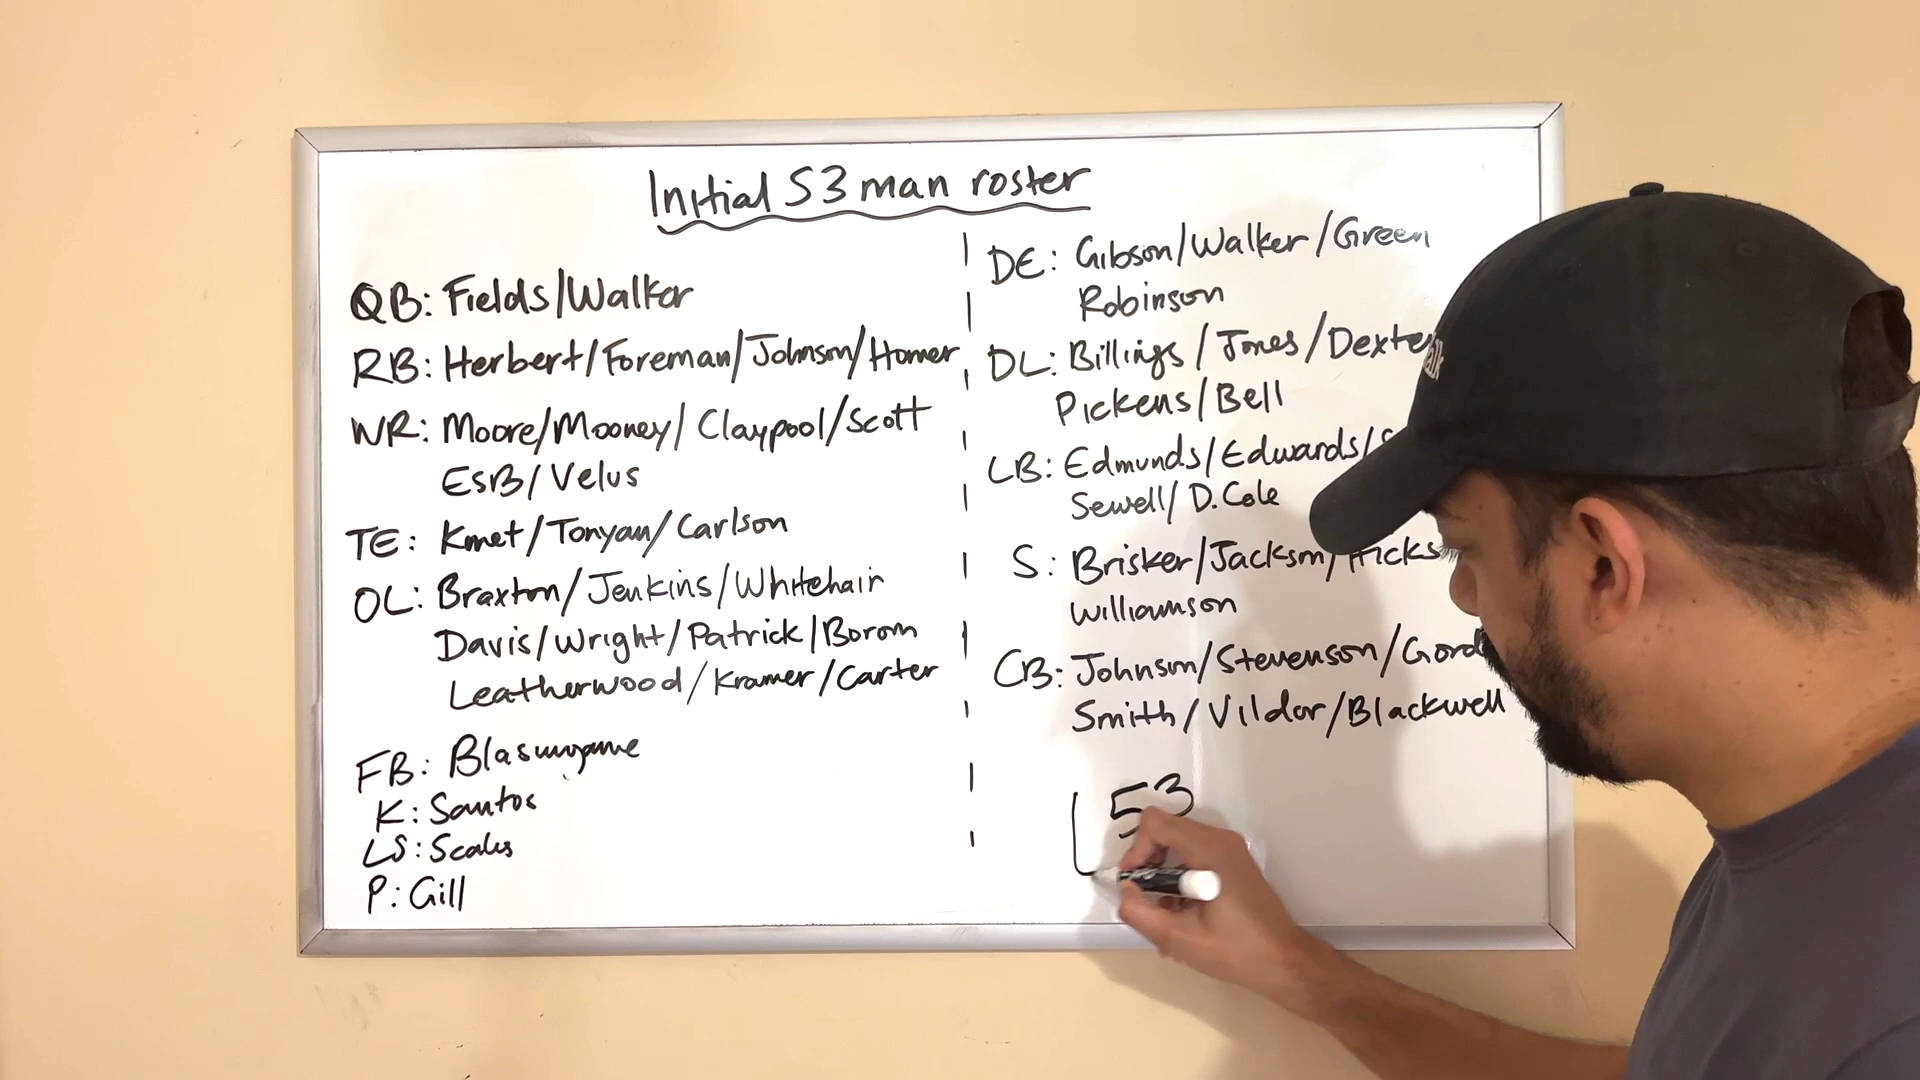 Initial 53 man roster
QB: Fields/Walker
RB: Herbert/Foreman/Johnson/Homer
WR: Moore/Mooney/Claypool/Scott
EsB/Velus
TE: Kmet/Tonyan/Carlson
OL: Braxton/Jenkins/Whitehair
Davis/Wright/Patrick/Borom
Leatherwood/Kramer/Carter
FB: Blasingame
K: Santos
LS: Scales
P: Gill
DE: Gibson/Walker/Green
Robinson
DL: Billings/Jones/Dexte
Pickens/Bell
LB: Edmunds/Edwards/S
Sewell/D.Cole
S: Brisker/Jackson/Hicks
Williamson
CB: Johnson/Stevenson/Gord
Smith/Vildor/Blackwell
53